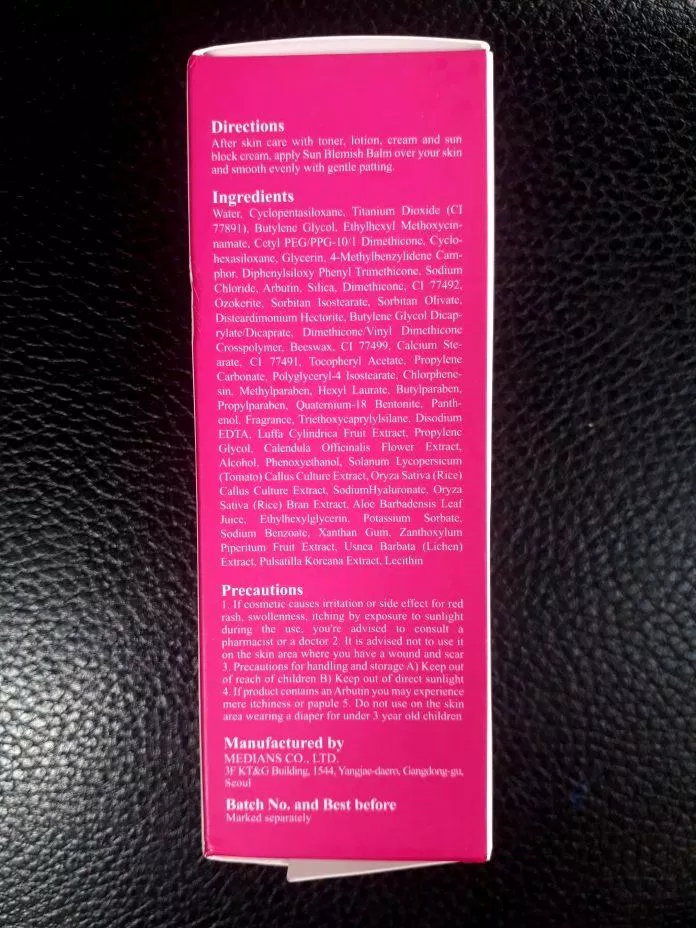 Directions
After skin care with toner, lotion, cream and sun
block cream, apply Sun Blemish Balm over your skin
and smooth evenly with gentle patting.
Ingredients
Water, Cyclopentasiloxane, Titanium Dioxide (CI
77891), Butylene Glycol, Ethylhexyl Methoxycin-
namate, Cetyl PEG/PPG-10/1 Dimethicone, Cyclo-
hexasiloxane, Glycerin, 4-Methylbenzylidene Cam-
phor, Diphenylsiloxy Phenyl Trimethicone, Sodium
Chloride, Arbutin, Silica, Dimethicone, CI 77492,
Ozokerite, Sorbitan Isostearate, Sorbitan Olivate,
Disteardimonium Hectorite, Butylene Glycol Dicap-
rylate/Dicaprate, Dimethicone/Vinyl Dimethicone
Crosspolymer, Beeswax, CI 77499, Calcium Ste-
arate, CI 77491, Tocopheryl Acetate, Propylene
Carbonate, Polyglyceryl-4 Isostearate, Chlorphene-
sin, Methylparaben, Hexyl Laurate, Butylparaben,
Propylparaben, Quaternium-18 Bentonite, Panth-
enol, Fragrance, Triethoxycaprylylsilane, Disodium
EDTA, Luffa Cylindrica Fruit Extract, Propylene
Glycol, Calendula Officinalis Flower Extract,
Alcohol, Phenoxyethanol, Solanum Lycopersicum
(Tomato) Callus Culture Extract, Oryza Sativa (Rice)
Callus Culture Extract, SodiumHyaluronate, Oryza
Sativa (Rice) Bran Extract, Aloe Barbadensis Leaf
Juice, Ethylhexylglycerin, Potassium Sorbate,
Sodium Benzoate, Xanthan Gum, Zanthoxylum
Piperitum Fruit Extract, Usnea Barbata (Lichen)
Extract, Pulsatilla Koreana Extract, Lecithin
Precautions
1. If cosmetic causes irritation or side effect for red
rash, swollenness, itching by exposure to sunlight
during the use, you're advised to consult a
pharmacist or a doctor 2. It is advised not to use it
on the skin area where you have a wound and scar
3. Precautions for handling and storage A) Keep out
of reach of children B) Keep out of direct sunlight
4. If product contains an Arbutin you may experience
mere itchiness or papule 5. Do not use on the skin
area wearing a diaper for under 3 year old children
Manufactured by
MEDIANS CO., LTD.
3F KT&G Building, 1544, Yangjae-daero, Gangdong-gu,
Seoul
Batch No. and Best before
Marked separately